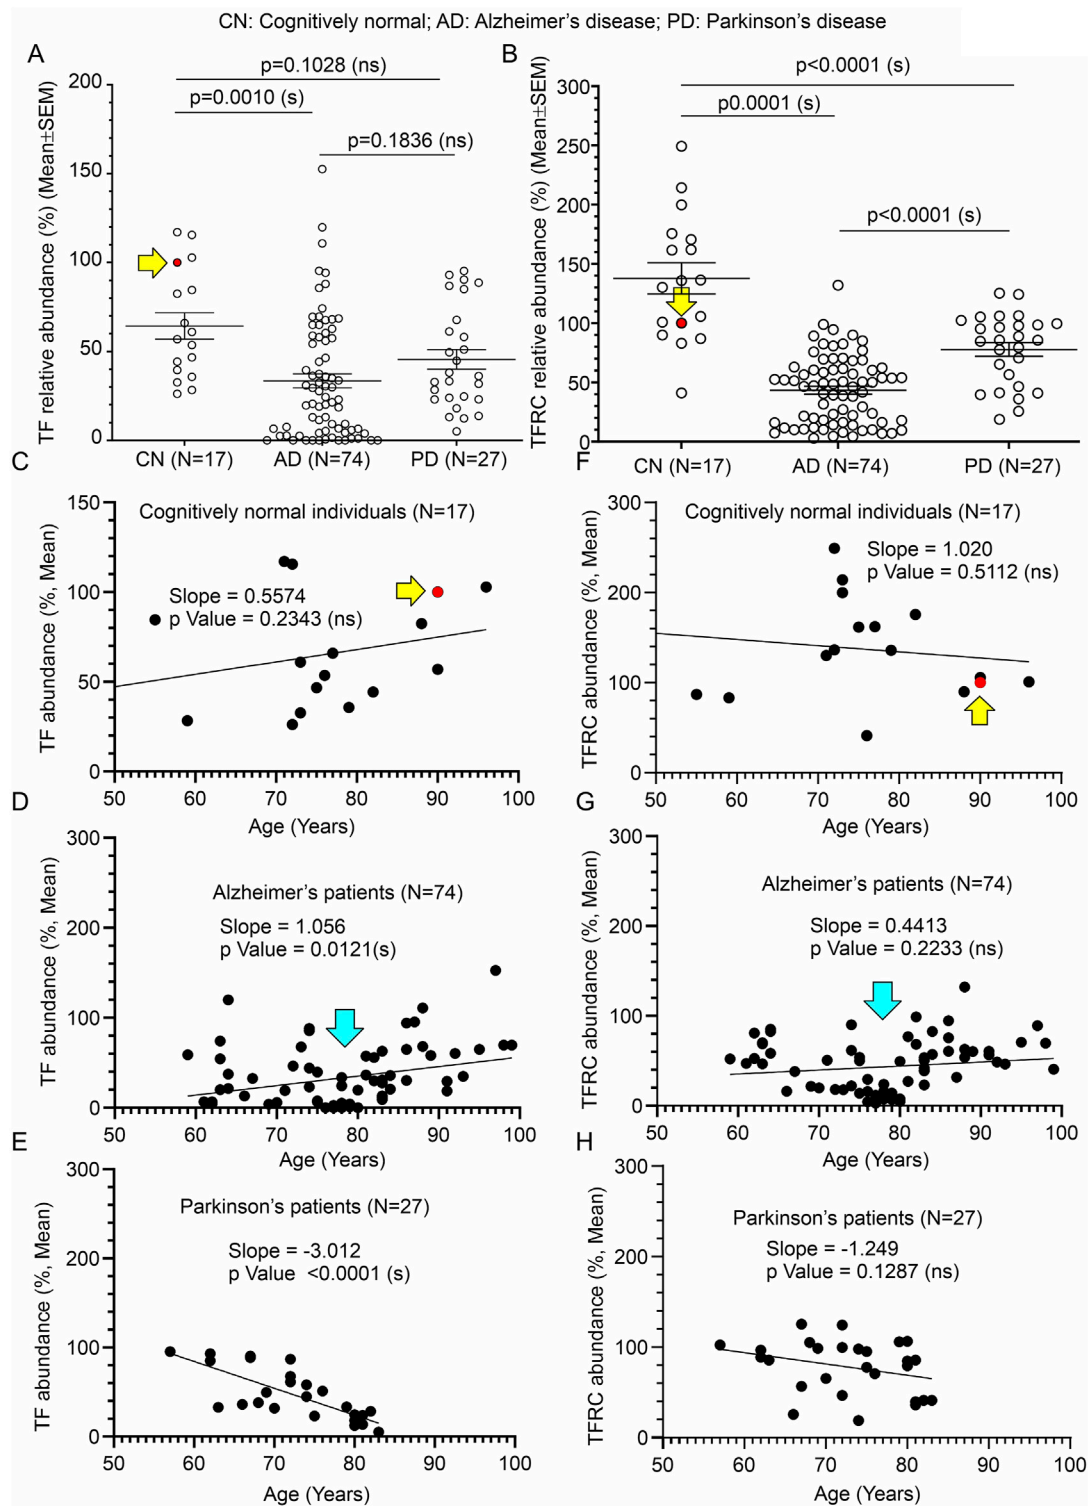 CN: Cognitively normal; AD: Alzheimer's disease; PD: Parkinson's disease
A
TF relative abundance (%) (Mean±SEM)
p=0.1028 (ns)
p=0.0010 (s)
p=0.1836 (ns)
200
150
100
50
0
CN (N=17)
AD (N=74)
PD (N=27)
B
TFRC relative abundance (%) (Mean±SEM)
p<0.0001 (s)
p0.0001 (s)
p<0.0001 (s)
300
250
200
150
100
50
0
CN (N=17)
AD (N=74)
PD (N=27)
C
TF abundance (%, Mean)
Cognitively normal individuals (N=17)
Slope = 0.5574
p Value = 0.2343 (ns)
150
100
50
0
50
60
70
80
90
100
Age (Years)
F
TFRC abundance (%, Mean)
Cognitively normal individuals (N=17)
Slope = 1.020
p Value = 0.5112 (ns)
300
200
100
0
50
60
70
80
90
100
Age (Years)
D
TF abundance (%, Mean)
Alzheimer's patients (N=74)
Slope = 1.056
p Value = 0.0121(s)
300
200
100
0
50
60
70
80
90
100
Age (Years)
G
TFRC abundance (%, Mean)
Alzheimer's patients (N=74)
Slope = 0.4413
p Value = 0.2233 (ns)
300
200
100
0
50
60
70
80
90
100
Age (Years)
E
TF abundance (%, Mean)
Parkinson's patients (N=27)
Slope = -3.012
p Value <0.0001 (s)
300
200
100
0
50
60
70
80
90
100
Age (Years)
H
TFRC abundance (%, Mean)
Parkinson's patients (N=27)
Slope = -1.249
p Value = 0.1287 (ns)
300
200
100
0
50
60
70
80
90
100
Age (Years)